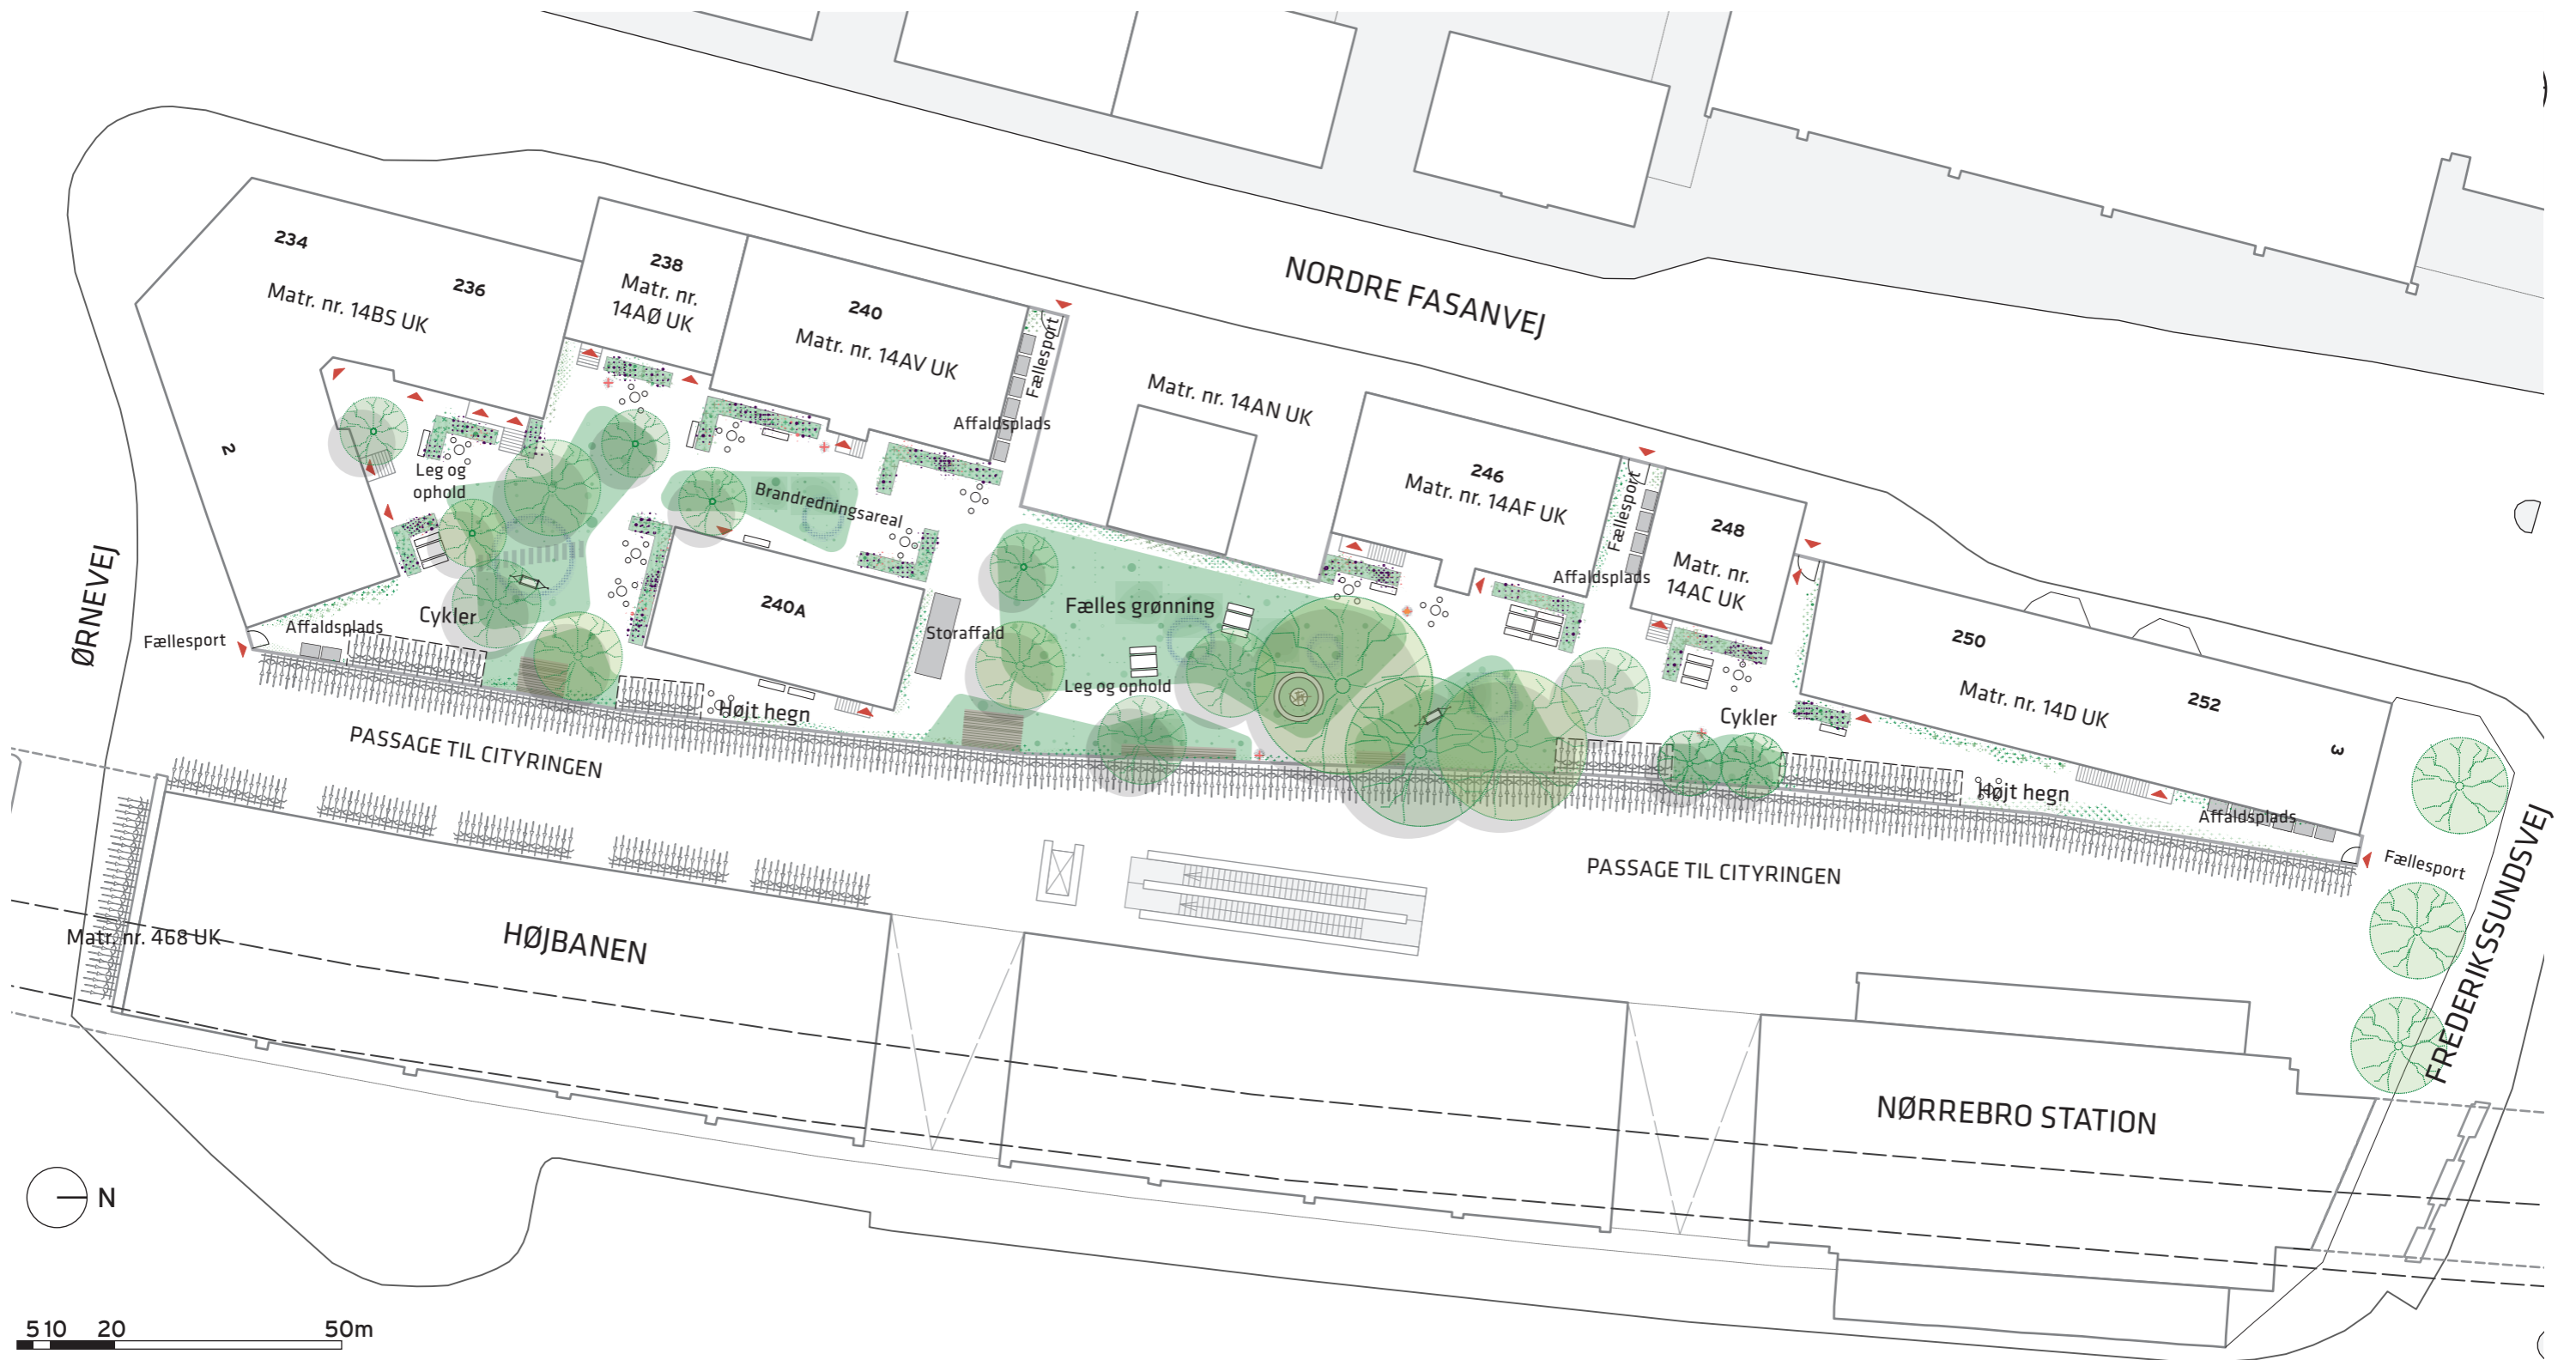 NORDRE FASANVEJ
234
236
Matr. nr. 14BS UK
2
238
Matr. nr.
14AØ UK
240
Matr. nr. 14AV UK
Fællesport
Affaldsplads
Matr. nr. 14AN UK
246
Matr. nr. 14AF UK
Fællesport
Affaldsplads
248
Matr. nr.
14AC UK
250
Matr. nr. 14D UK
252
3
Leg og
ophold
Brandredningsareal
Cykler
Affaldsplads
Fællesport
ØRNEVEJ
240A
Storaffald
Fælles grønning
Leg og ophold
Højt hegn
Cykler
Højt hegn
Affaldsplads
Fællesport
FREDERIKSSUNDSVEJ
PASSAGE TIL CITYRINGEN
PASSAGE TIL CITYRINGEN
Matr. nr. 468 UK
HØJBANEN
NØRREBRO STATION
N
5 10 20 50m